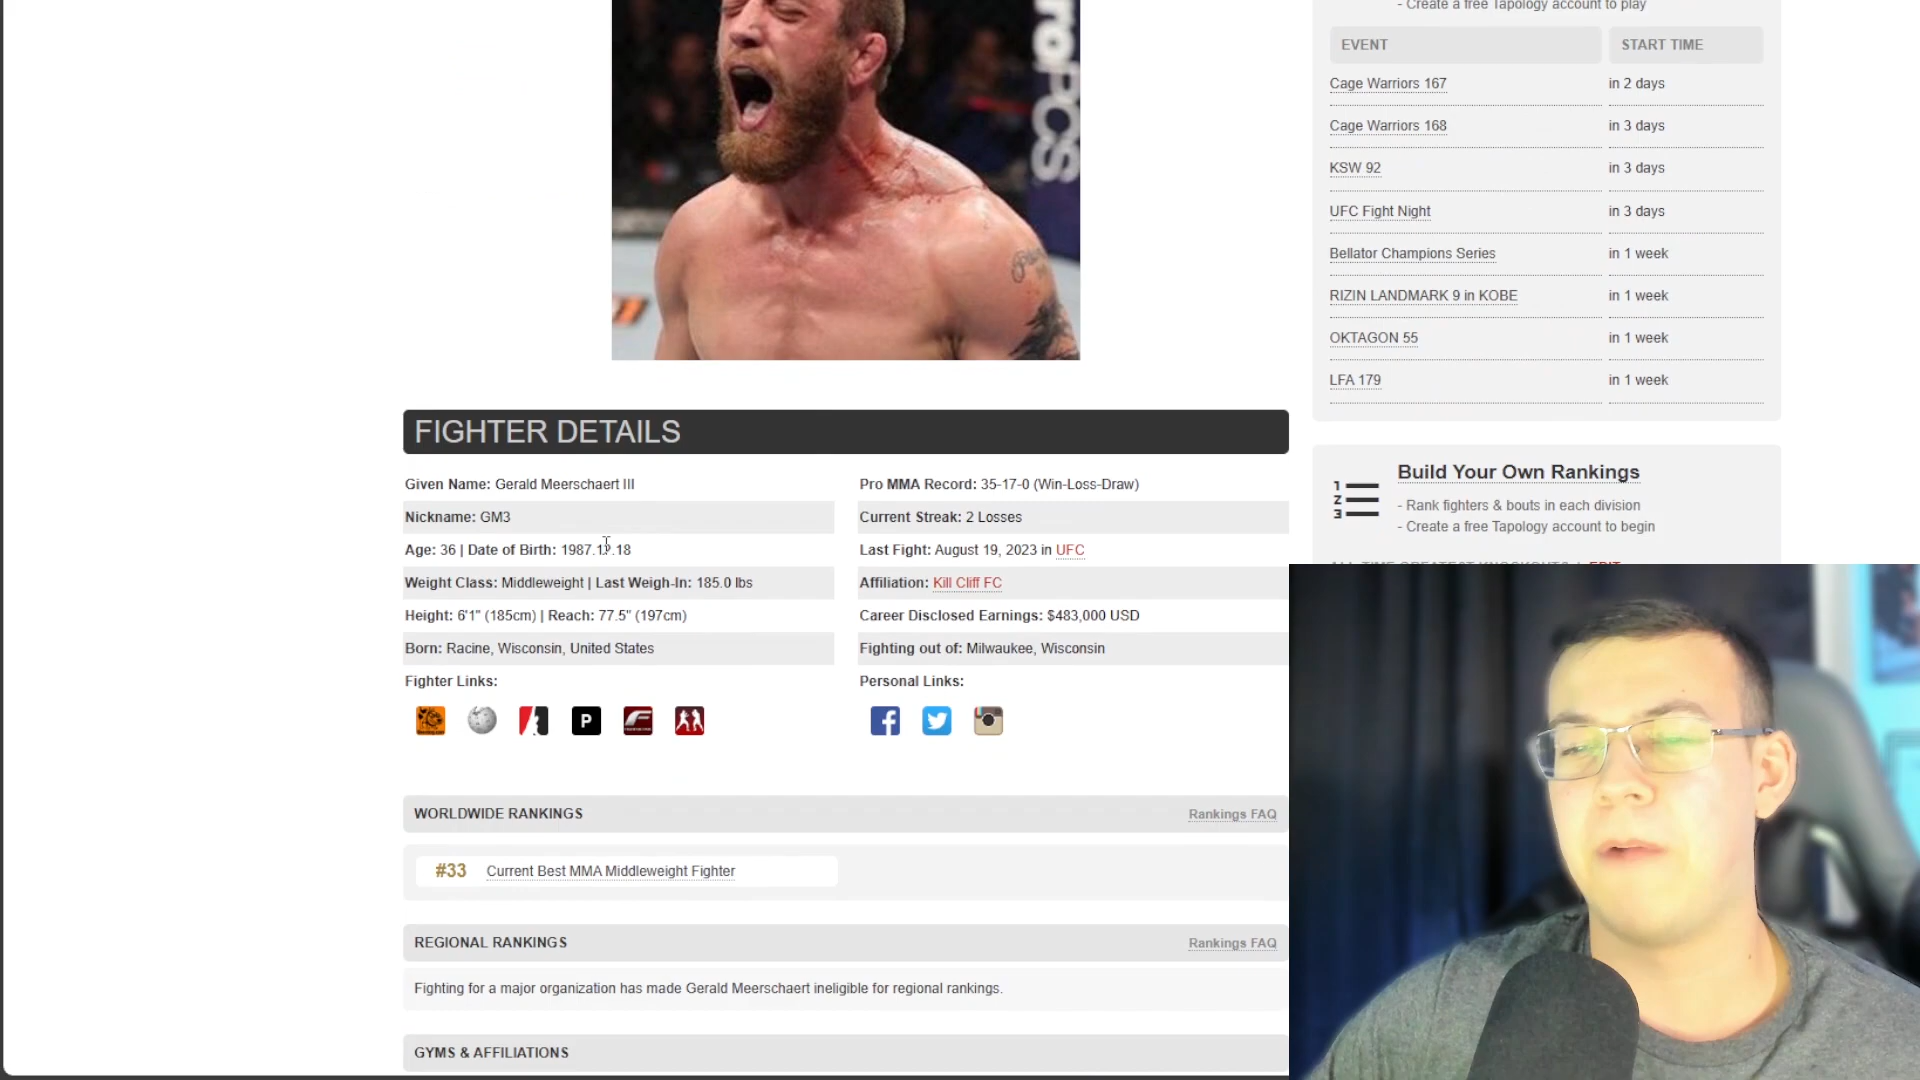 - Create a free Tapology account to play
EVENT START TIME
Cage Warriors 167 in 2 days
Cage Warriors 168 in 3 days
KSW 92 in 3 days
UFC Fight Night in 3 days
Bellator Champions Series in 1 week
RIZIN LANDMARK 9 in KOBE in 1 week
OKTAGON 55 in 1 week
LFA 179 in 1 week
FIGHTER DETAILS
Given Name: Gerald Meerschaert III
Nickname: GM3
Age: 36 | Date of Birth:
Weight Class: Middleweight | Last Weigh-In: 185.0 lbs
Height: 6'1" (185cm) | Reach: 77.5" (197cm)
Born: Racine, Wisconsin, United States
Fighter Links:
P
Pro MMA Record: 35-17-0 (Win-Loss-Draw)
Current Streak: 2 Losses
Last Fight: August 19, 2023 in UFC
Affiliation: Kill Cliff FC
Career Disclosed Earnings: $483,000 USD
Fighting out of: Milwaukee, Wisconsin
Personal Links:
1
2
3
Build Your Own Rankings
- Rank fighters & bouts in each division
- Create a free Tapology account to begin
WORLDWIDE RANKINGS Rankings FAQ
#33 Current Best MMA Middleweight Fighter
REGIONAL RANKINGS Rankings FAQ
Fighting for a major organization has made Gerald Meerschaert ineligible for regional rankings.
GYMS & AFFILIATIONS